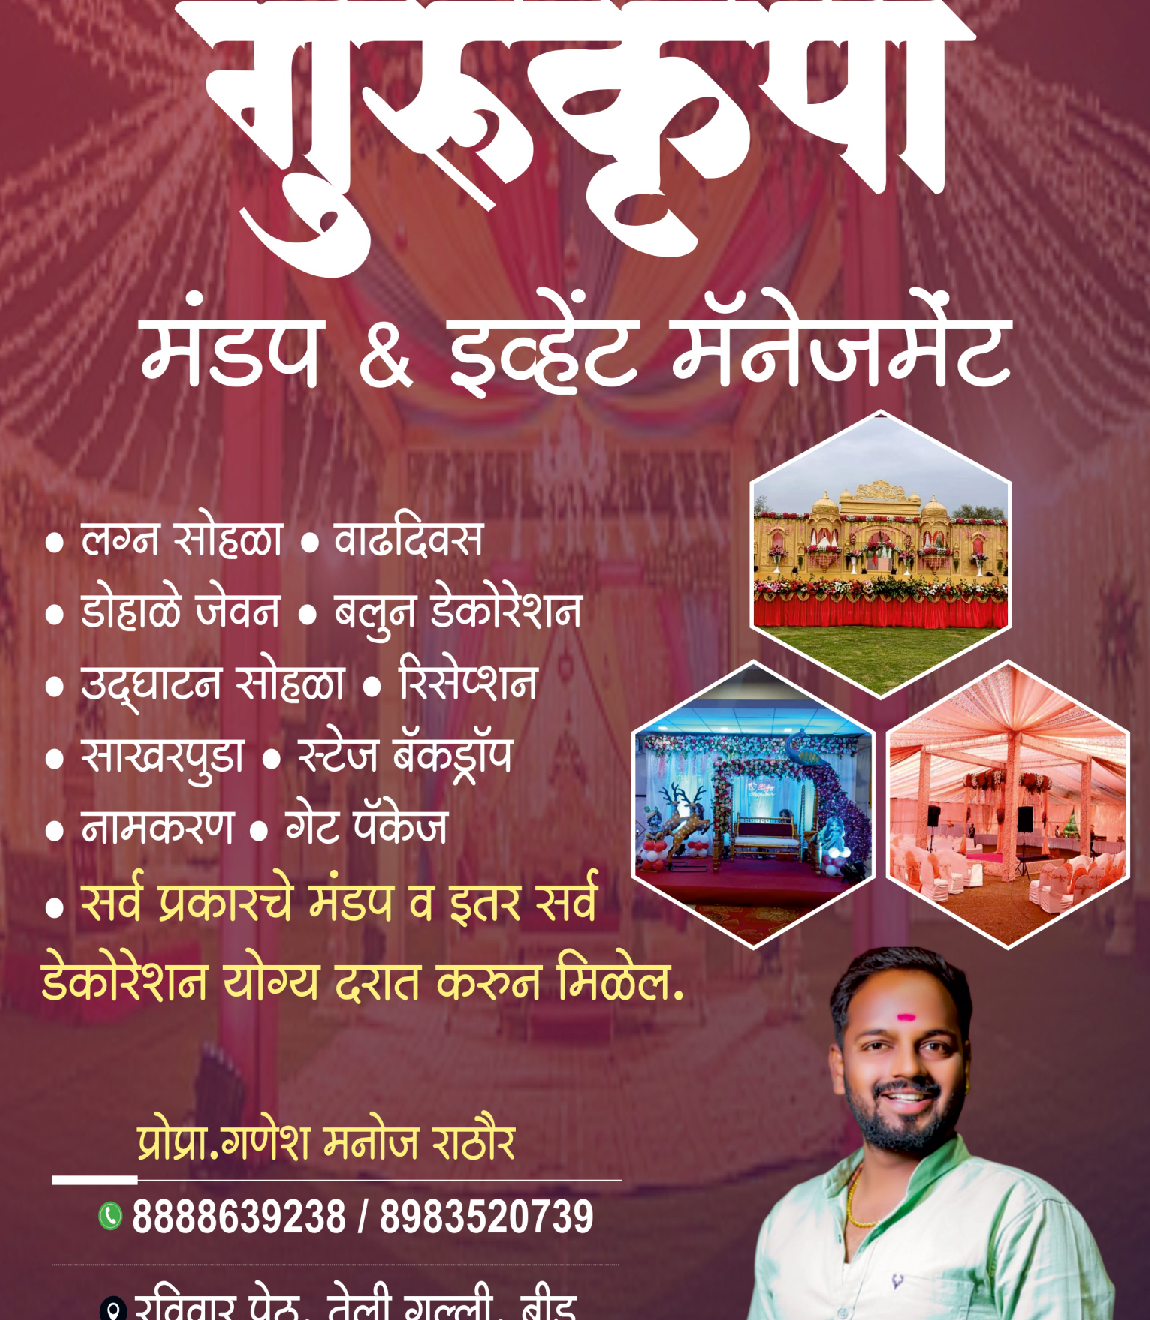 गुरुकृपा
मंडप & इव्हेंट मॅनेजमेंट
• लग्न सोहळा • वाढदिवस
• डोहाळे जेवन • बलुन डेकोरेशन
• उद्घाटन सोहळा • रिसेप्शन
• साखरपुडा • स्टेज बॅकड्रॉप
• नामकरण • गेट पॅकेज
• सर्व प्रकारचे मंडप व इतर सर्व
डेकोरेशन योग्य दरात करुन मिळेल.
प्रोप्रा.गणेश मनोज राठौर
8888639238 / 8983520739
रविवार पेठ, तेली गल्ली, बीड